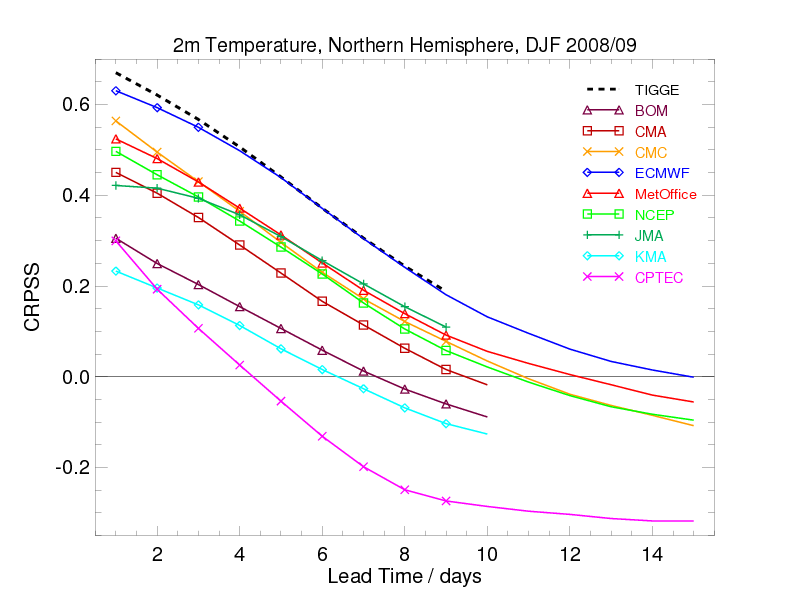 2m Temperature, Northern Hemisphere, DJF 2008/09
TIGGE
BOM
CMA
CMC
ECMWF
MetOffice
NCEP
JMA
KMA
CPTEC
CRPSS
0.6
0.4
0.2
0.0
-0.2
2 4 6 8 10 12 14
Lead Time / days